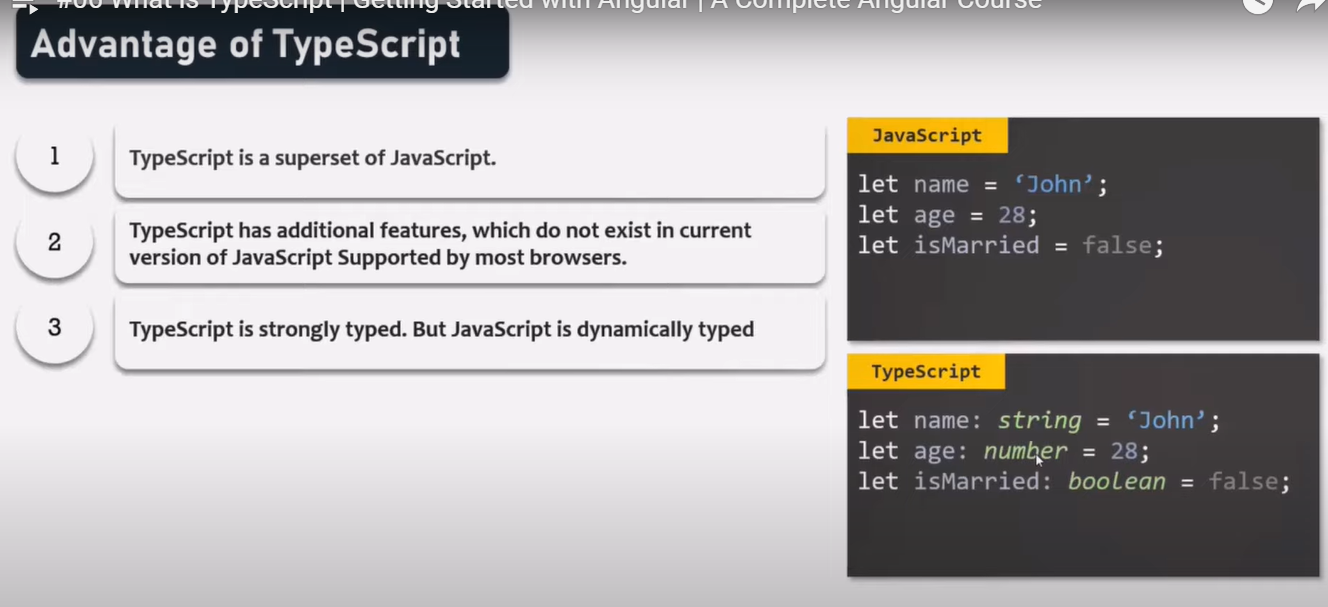 #06 What is TypeScript | Getting Started with Angular | A Complete Angular Course
Advantage of TypeScript
1
TypeScript is a superset of JavaScript.
2
TypeScript has additional features, which do not exist in current
version of JavaScript Supported by most browsers.
3
TypeScript is strongly typed. But JavaScript is dynamically typed
JavaScript
let name = ‘John’;
let age = 28;
let isMarried = false;
TypeScript
let name: string = ‘John’;
let age: number = 28;
let isMarried: boolean = false;